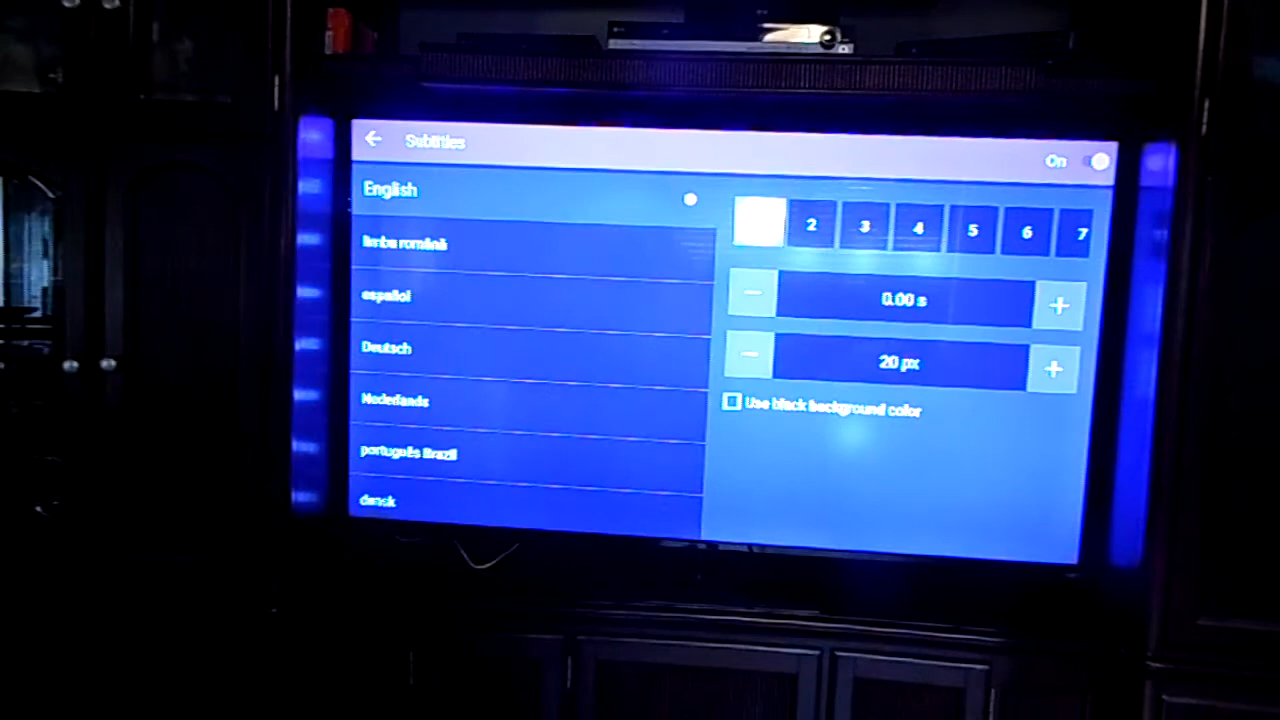 Subtitles
On
English
limba română
español
Deutsch
Nederlands
português Brazil
dansk
2 3 4 5 6 7
− 0.00 s +
− 20 px +
Use black background color